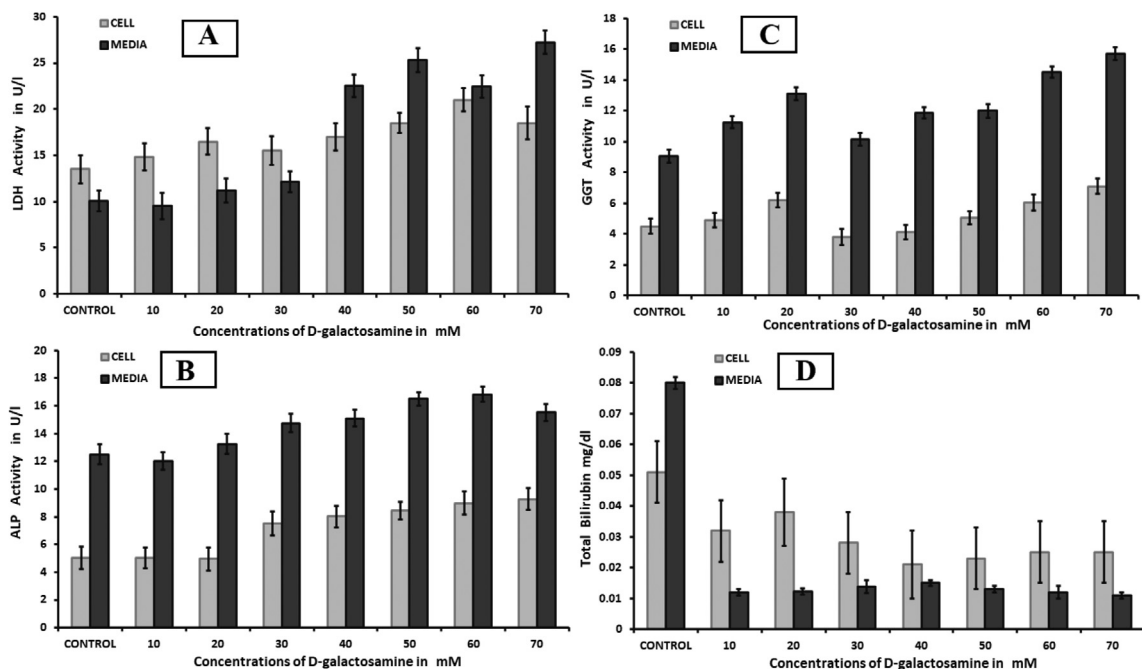 A
CELL
MEDIA
LDH Activity in U/l
30
25
20
15
10
5
0
CONTROL 10 20 30 40 50 60 70
Concentrations of D-galactosamine in mM
C
CELL
MEDIA
GGT Activity in U/l
18
16
14
12
10
8
6
4
2
0
CONTROL 10 20 30 40 50 60 70
Concentrations of D-galactosamine in mM
B
CELL
MEDIA
ALP Activity in U/l
20
18
16
14
12
10
8
6
4
2
0
CONTROL 10 20 30 40 50 60 70
Concentrations of D-galactosamine in mM
D
CELL
MEDIA
Total Bilirubin mg/dl
0.09
0.08
0.07
0.06
0.05
0.04
0.03
0.02
0.01
0
CONTROL 10 20 30 40 50 60 70
Concentrations of D-galactosamine in mM